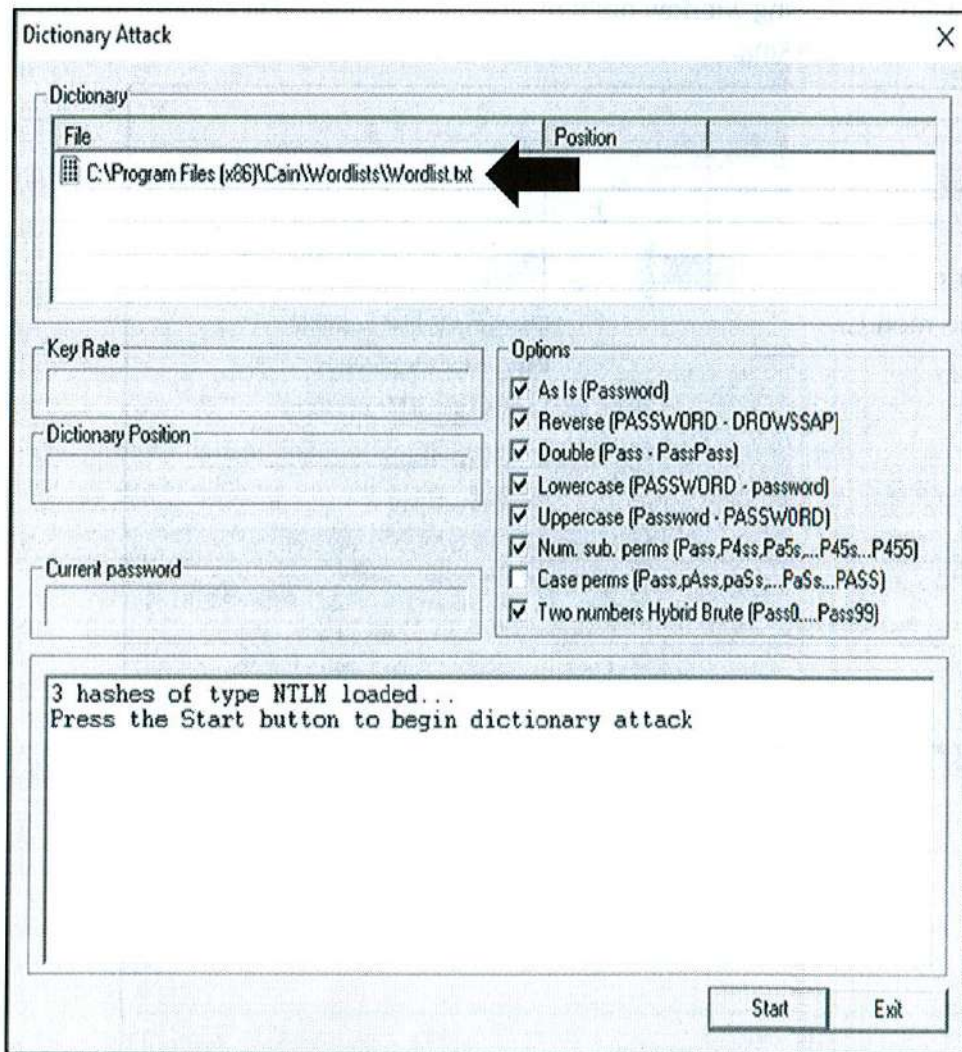 Dictionary Attack
Dictionary
File
Position
C:\Program Files (x86)\Cain\Wordlists\Wordlist.txt
Key Rate
Dictionary Position
Current password
Options
As Is (Password)
Reverse (PASSWORD - DROWSSAP)
Double (Pass - PassPass)
Lowercase (PASSWORD - password)
Uppercase (Password - PASSWORD)
Num. sub. perms (Pass,P4ss,Pa5s,...P45s...P455)
Case perms (Pass,pAss,paSs,...PaSs...PASS)
Two numbers Hybrid Brute (Pass0....Pass99)
3 hashes of type NTLM loaded...
Press the Start button to begin dictionary attack
Start
Exit